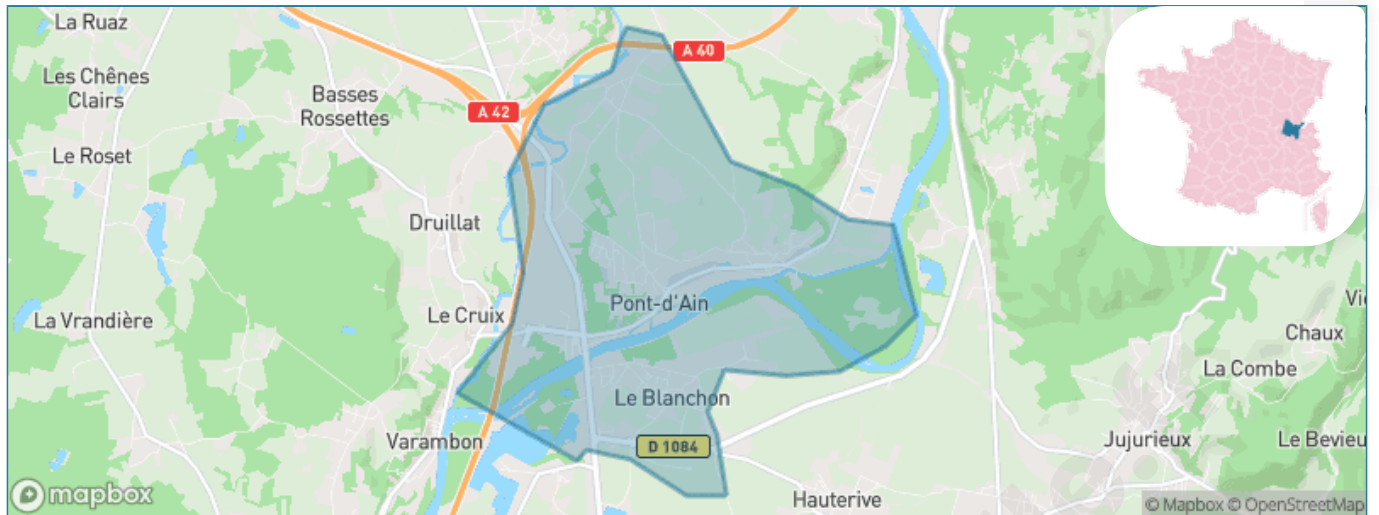 La Ruaz
A 40
Les Chênes
Clairs
Basses
Rossettes
A 42
Le Roset
Druillat
Pont-d'Ain
Le Cruix
La Vrandière
Chaux
La Combe
Le Blanchon
Varambon
D 1084
Jujurieux
Le Bevieu
Hauterive
mapbox
© Mapbox © OpenStreetMap